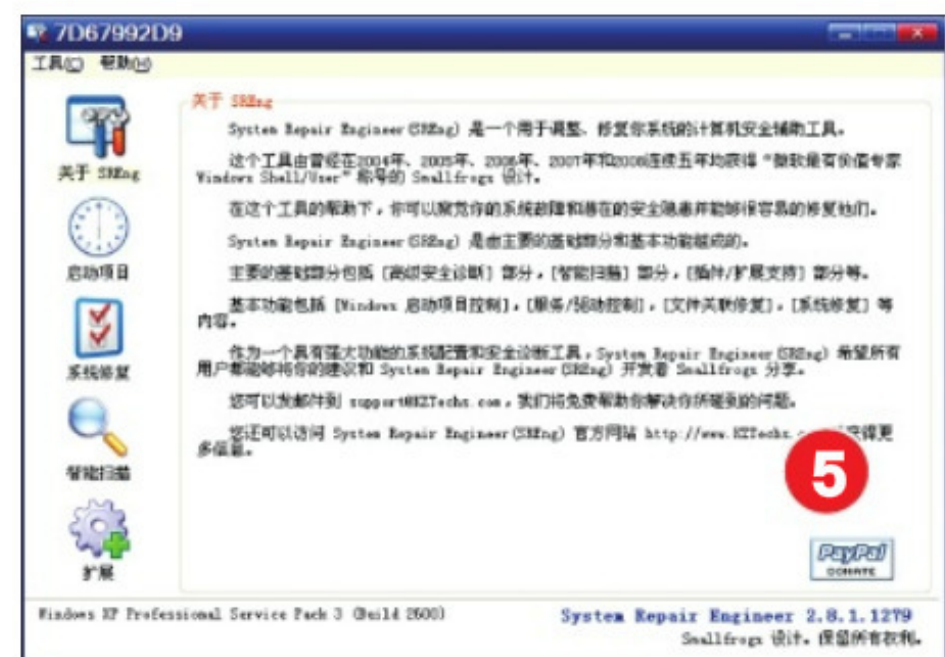 7D67992D9
工具(T) 帮助(H)
关于 SREng
启动项目
系统修复
智能扫描
扩展
关于 SREng
System Repair Engineer(SREng) 是一个用于调整、修复你系统的计算机安全辅助工具。
这个工具由曾经在2004年、2005年、2006年、2007年和2008连续五年均获得“微软最有价值专家
Windows Shell/User”称号的 Smallfrogs 设计。
在这个工具的帮助下，你可以察觉你的系统故障和潜在的安全隐患并能够很容易的修复他们。
System Repair Engineer(SREng) 是由主要的基础部分和基本功能组成的。
主要的基础部分包括 [高级安全诊断] 部分，[智能扫描] 部分，[插件/扩展支持] 部分等。
基本功能包括 [Windows 启动项目控制]，[服务/驱动控制]，[文件关联修复]，[系统修复] 等
内容。
作为一个具有强大功能的系统配置和安全诊断工具，System Repair Engineer(SREng) 希望所有
用户都能够将你的建议和 System Repair Engineer(SREng) 开发者 Smallfrogs 分享。
您可以发邮件到 support@KZTechs.com，我们将免费帮助你解决你所碰到的问题。
您还可以访问 System Repair Engineer(SREng) 官方网站 http://www.KZTechs. 获得更
多信息。
5
PayPal
DONATE
Windows XP Professional Service Pack 3 (Build 2600)
System Repair Engineer 2.8.1.1279
Smallfrogs 设计。保留所有权利。